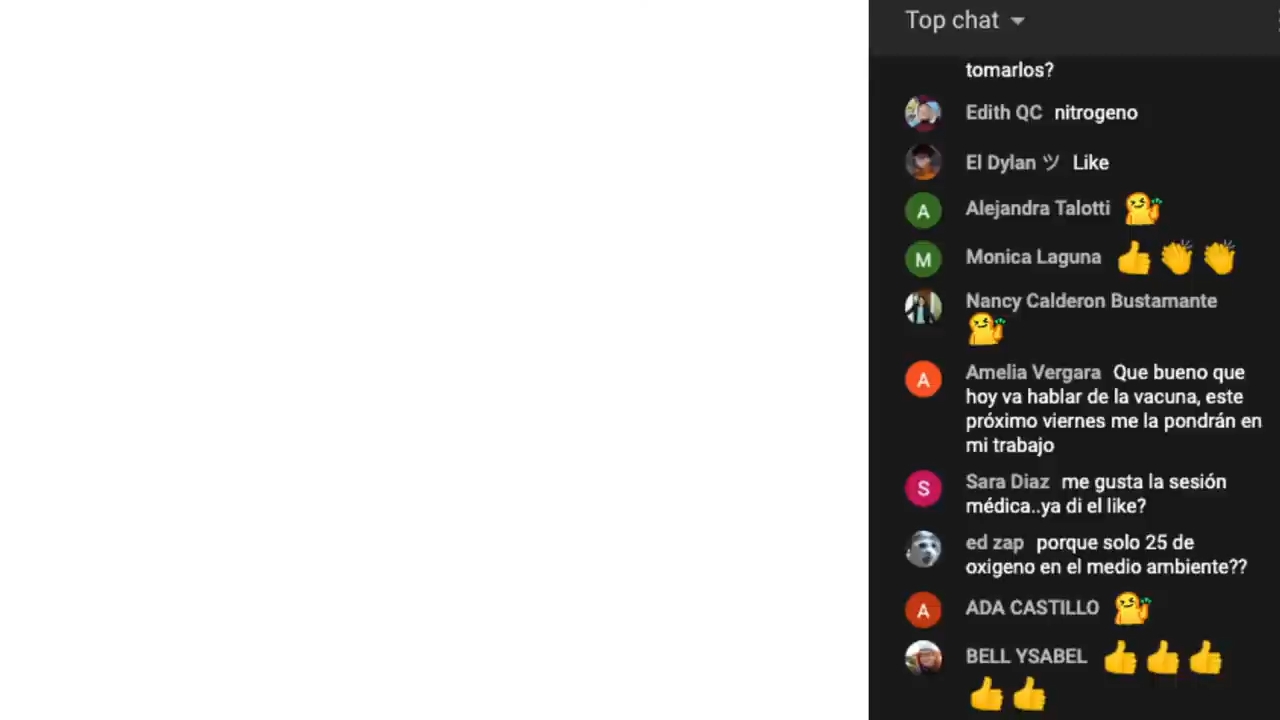 Top chat
tomarlos?
Edith QC nitrogeno
El Dylan ツ Like
A Alejandra Talotti
M Monica Laguna
Nancy Calderon Bustamante
A Amelia Vergara Que bueno que
hoy va hablar de la vacuna, este
próximo viernes me la pondrán en
mi trabajo
S Sara Diaz me gusta la sesión
médica..ya di el like?
ed zap porque solo 25 de
oxigeno en el medio ambiente??
A ADA CASTILLO
BELL YSABEL